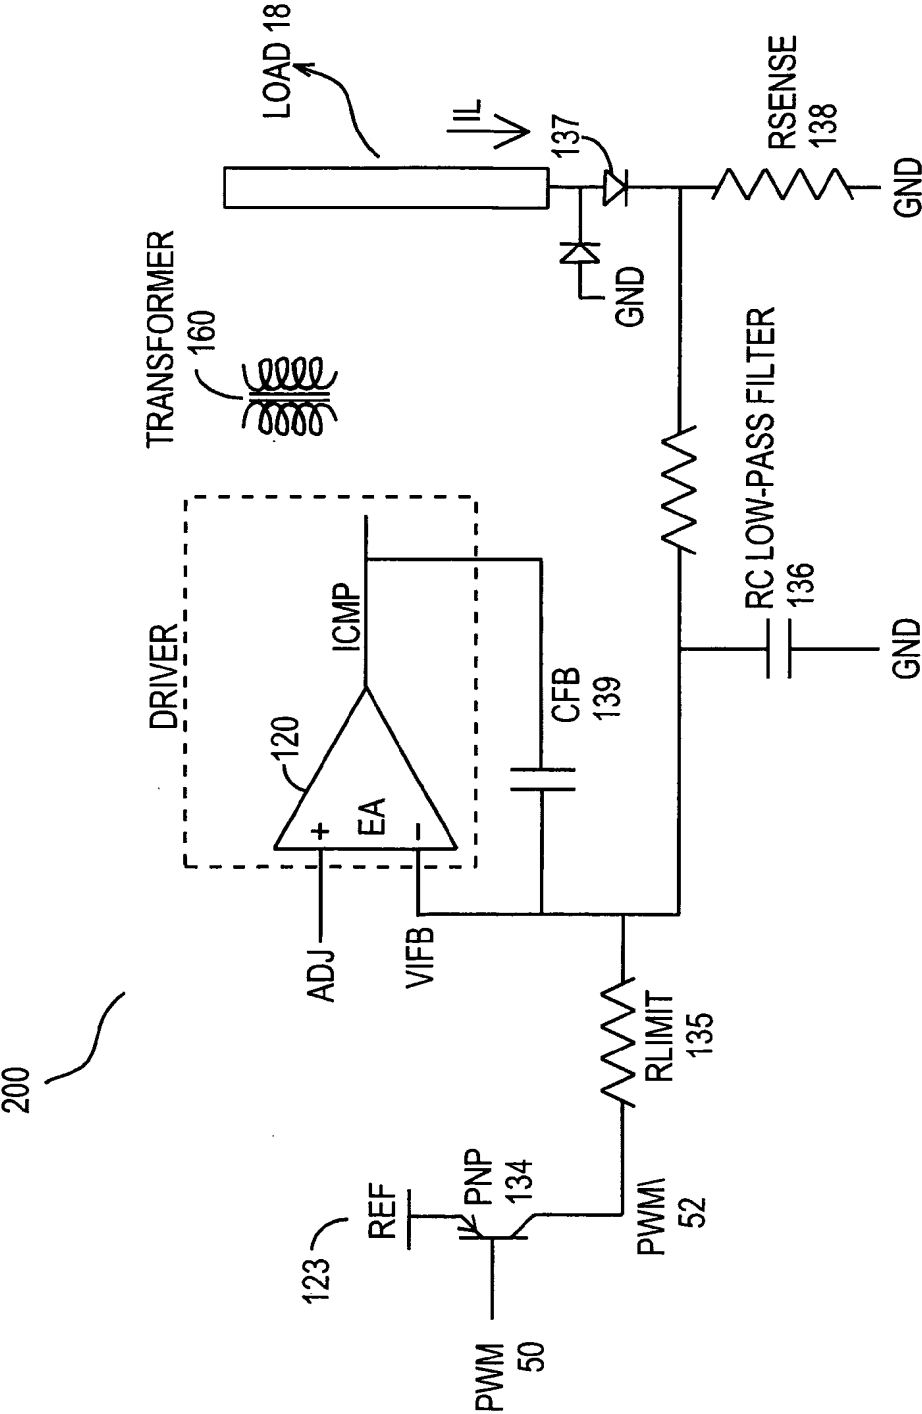 200
TRANSFORMER
160
LOAD 18
IL
137
GND
RSENSE
138
GND
DRIVER
120
+
EA
−
ICMP
ADJ
VIFB
CFB
139
RC LOW-PASS FILTER
136
GND
123
REF
PNP
134
PWM
50
PWM\
52
RLIMIT
135